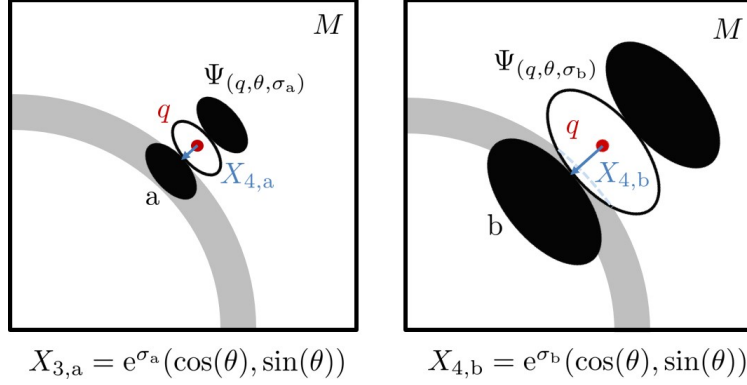 M
Ψ(q,θ,σa)
q
X4,a
a
X3,a = e^σa(cos(θ), sin(θ))
M
Ψ(q,θ,σb)
q
X4,b
b
X4,b = e^σb(cos(θ), sin(θ))